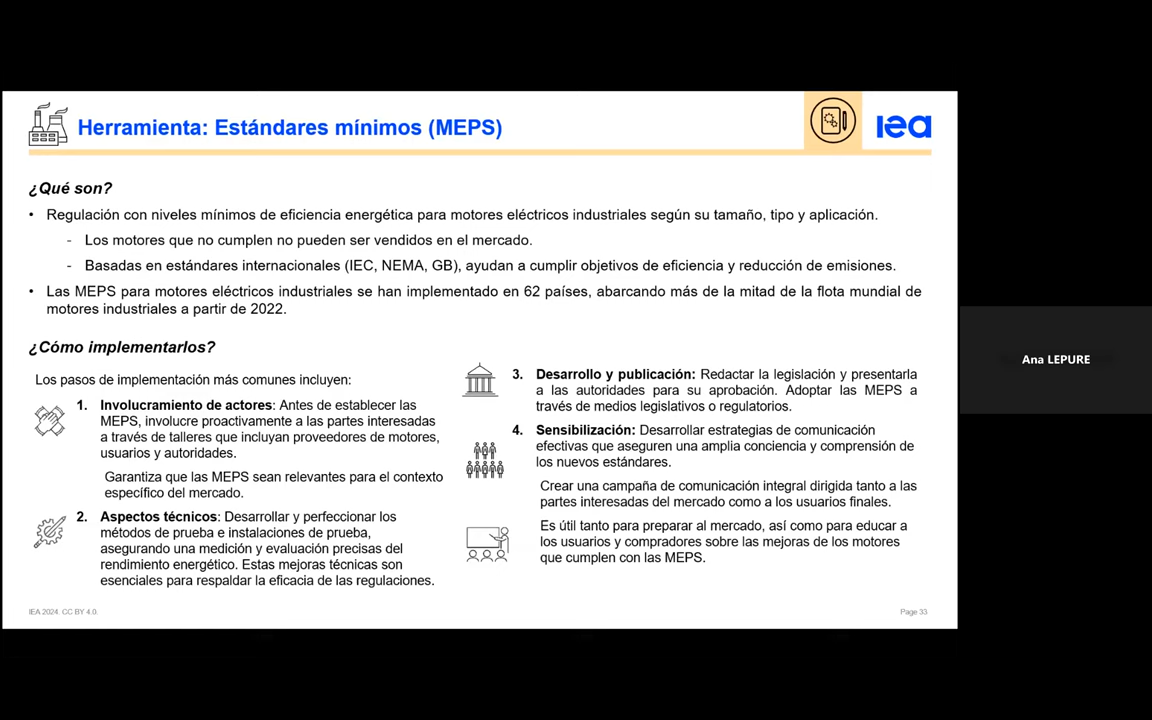 Herramienta: Estándares mínimos (MEPS)
iea
¿Qué son?
• Regulación con niveles mínimos de eficiencia energética para motores eléctricos industriales según su tamaño, tipo y aplicación.
- Los motores que no cumplen no pueden ser vendidos en el mercado.
- Basadas en estándares internacionales (IEC, NEMA, GB), ayudan a cumplir objetivos de eficiencia y reducción de emisiones.
• Las MEPS para motores eléctricos industriales se han implementado en 62 países, abarcando más de la mitad de la flota mundial de
motores industriales a partir de 2022.
¿Cómo implementarlos?
Los pasos de implementación más comunes incluyen:
1. Involucramiento de actores: Antes de establecer las
MEPS, involucre proactivamente a las partes interesadas
a través de talleres que incluyan proveedores de motores,
usuarios y autoridades.
Garantiza que las MEPS sean relevantes para el contexto
específico del mercado.
2. Aspectos técnicos: Desarrollar y perfeccionar los
métodos de prueba e instalaciones de prueba,
asegurando una medición y evaluación precisas del
rendimiento energético. Estas mejoras técnicas son
esenciales para respaldar la eficacia de las regulaciones.
3. Desarrollo y publicación: Redactar la legislación y presentarla
a las autoridades para su aprobación. Adoptar las MEPS a
través de medios legislativos o regulatorios.
4. Sensibilización: Desarrollar estrategias de comunicación
efectivas que aseguren una amplia conciencia y comprensión de
los nuevos estándares.
Crear una campaña de comunicación integral dirigida tanto a las
partes interesadas del mercado como a los usuarios finales.
Es útil tanto para preparar al mercado, así como para educar a
los usuarios y compradores sobre las mejoras de los motores
que cumplen con las MEPS.
IEA 2024. CC BY 4.0.
Page 33
Ana LEPURE